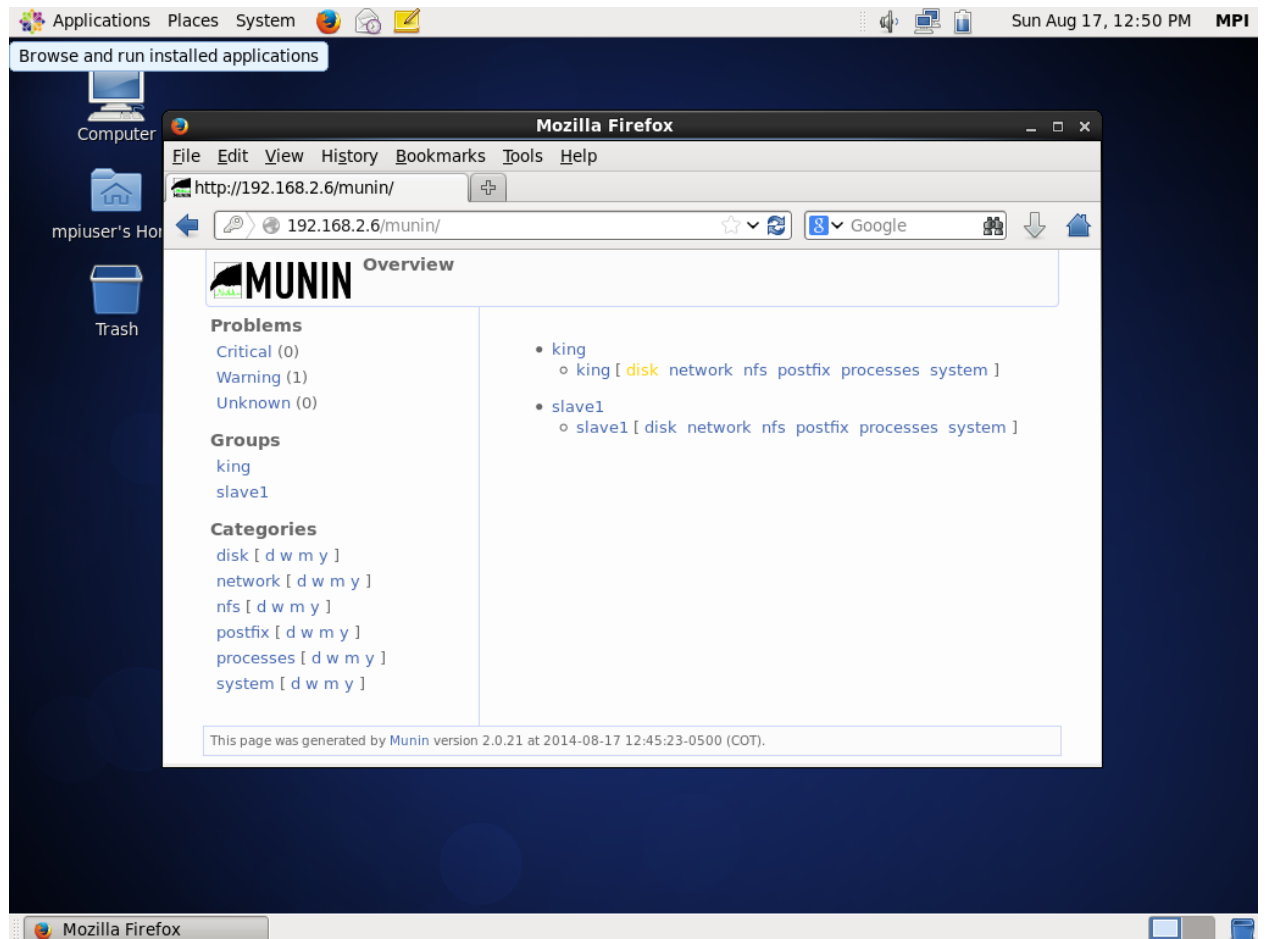 Applications Places System
Sun Aug 17, 12:50 PM MPI
Browse and run installed applications
Computer
mpiuser's Hor
Trash
Mozilla Firefox
File Edit View History Bookmarks Tools Help
http://192.168.2.6/munin/
192.168.2.6/munin/
8 Google
MUNIN Overview
Problems
Critical (0)
Warning (1)
Unknown (0)
Groups
king
slave1
Categories
disk [ d w m y ]
network [ d w m y ]
nfs [ d w m y ]
postfix [ d w m y ]
processes [ d w m y ]
system [ d w m y ]
king
king [ disk network nfs postfix processes system ]
slave1
slave1 [ disk network nfs postfix processes system ]
This page was generated by Munin version 2.0.21 at 2014-08-17 12:45:23-0500 (COT).
Mozilla Firefox